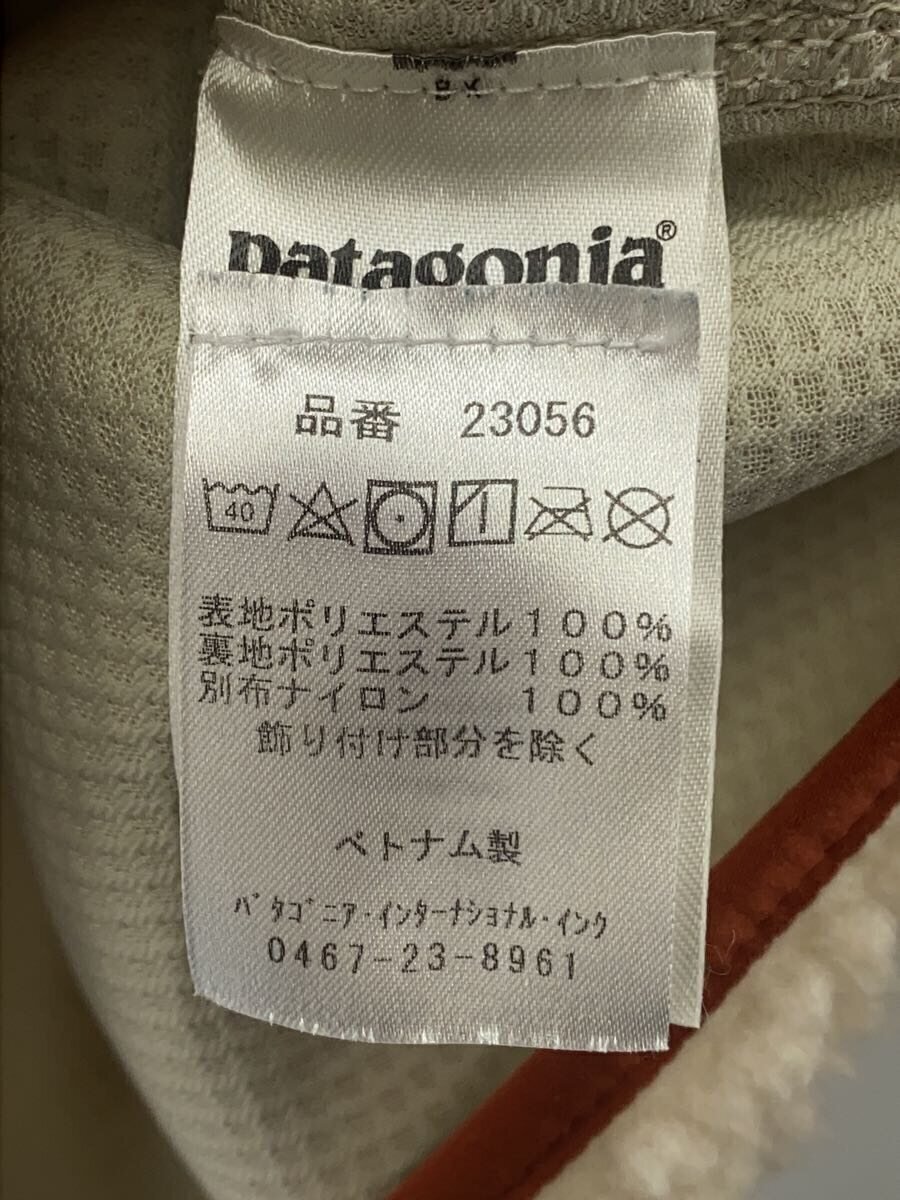 patagonia®
品番 23056
40
表地ポリエステル100%
裏地ポリエステル100%
別布ナイロン 100%
飾り付け部分を除く
ベトナム製
ﾊﾟﾀｺﾞﾆｱ･ｲﾝﾀｰﾅｼｮﾅﾙ･ｲﾝｸ
0467-23-8961